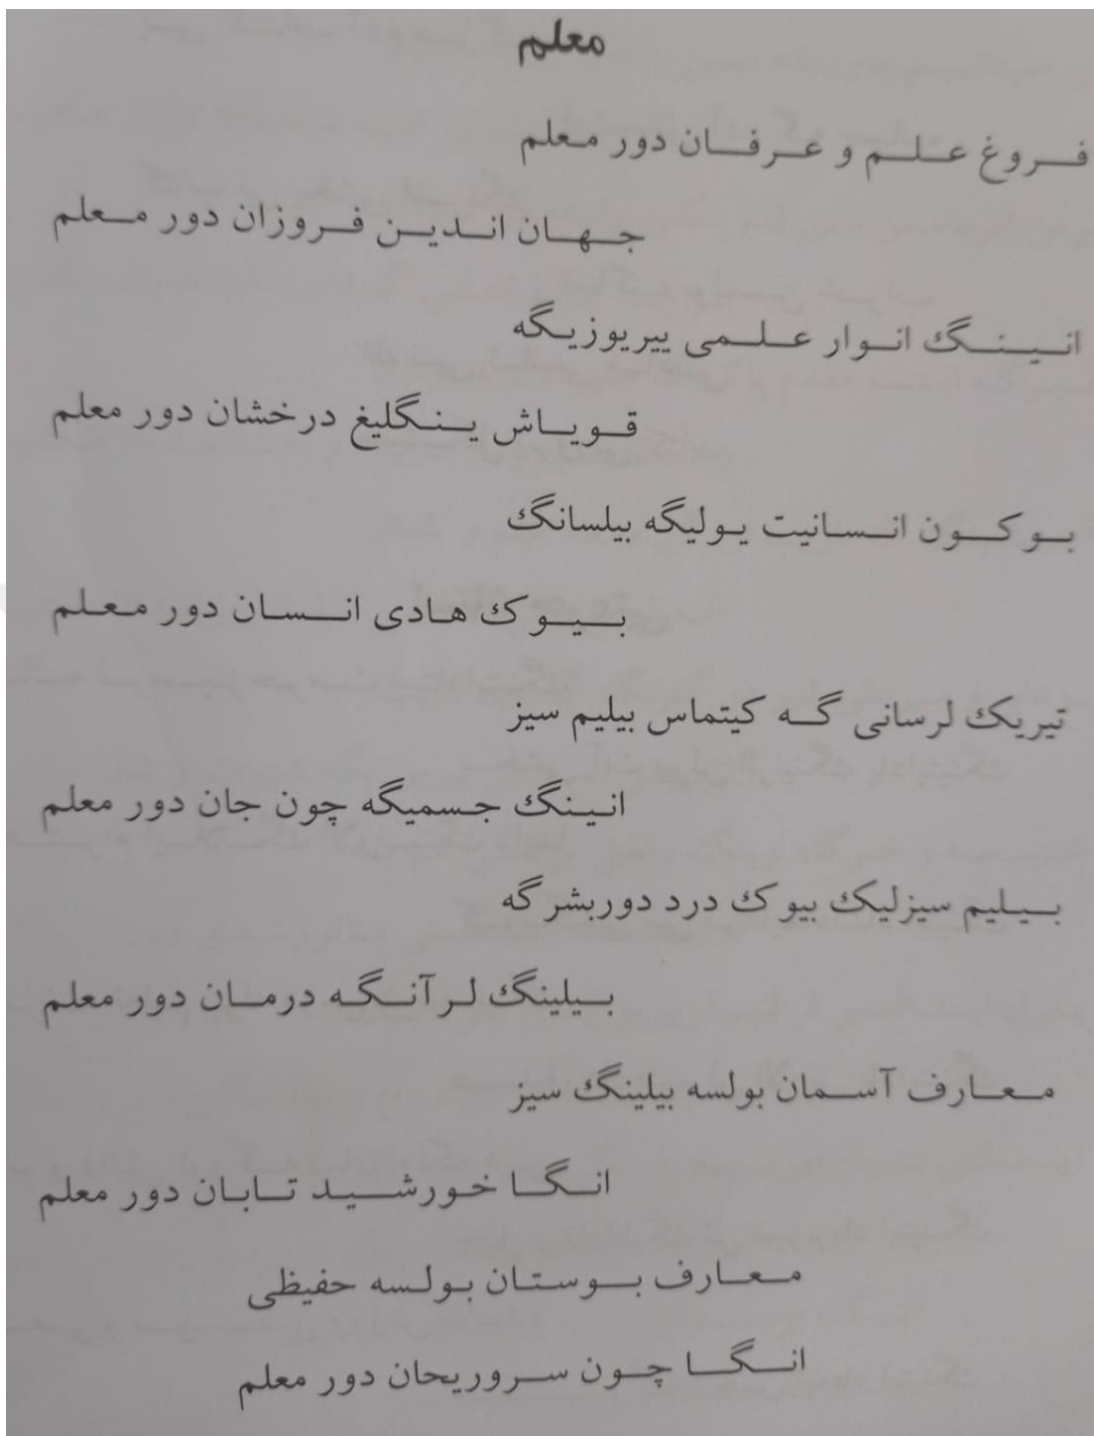 معلم
فروغ علم و عرفان دور معلم
جهان اندین فروزان دور معلم
انینگ انوار علمی ییریوزیگه
قویاش ینگلیغ درخشان دور معلم
بو کون انسانیت یولیگه بیلسانگ
بیوک هادی انسان دور معلم
تیریک لرسانی گه کیتماس بیلیم سیز
انینگ جسمیگه چون جان دور معلم
بیلیم سیزلیک بیوک درد دوربشرگه
بیلینگ لرآنگه درمان دور معلم
معارف آسمان بولسه بیلینگ سیز
انگا خورشید تابان دور معلم
معارف بوستان بولسه حفیظی
انگا چون سروریحان دور معلم